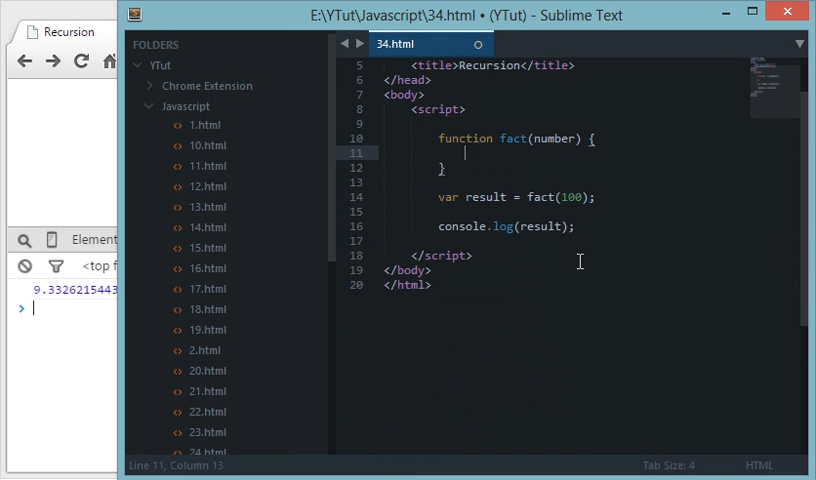 E:\YTut\Javascript\34.html • (YTut) - Sublime Text
Recursion
Element
<top f
9.3326215443
>
FOLDERS
YTut
Chrome Extension
Javascript
1.html
10.html
11.html
12.html
13.html
14.html
15.html
16.html
17.html
18.html
19.html
2.html
20.html
21.html
22.html
23.html
24.html
34.html
5 <title>Recursion</title>
6 </head>
7 <body>
8 <script>
9
10 function fact(number) {
11
12 }
13
14 var result = fact(100);
15
16 console.log(result);
17
18 </script>
19 </body>
20 </html>
Line 11, Column 13
Tab Size: 4
HTML